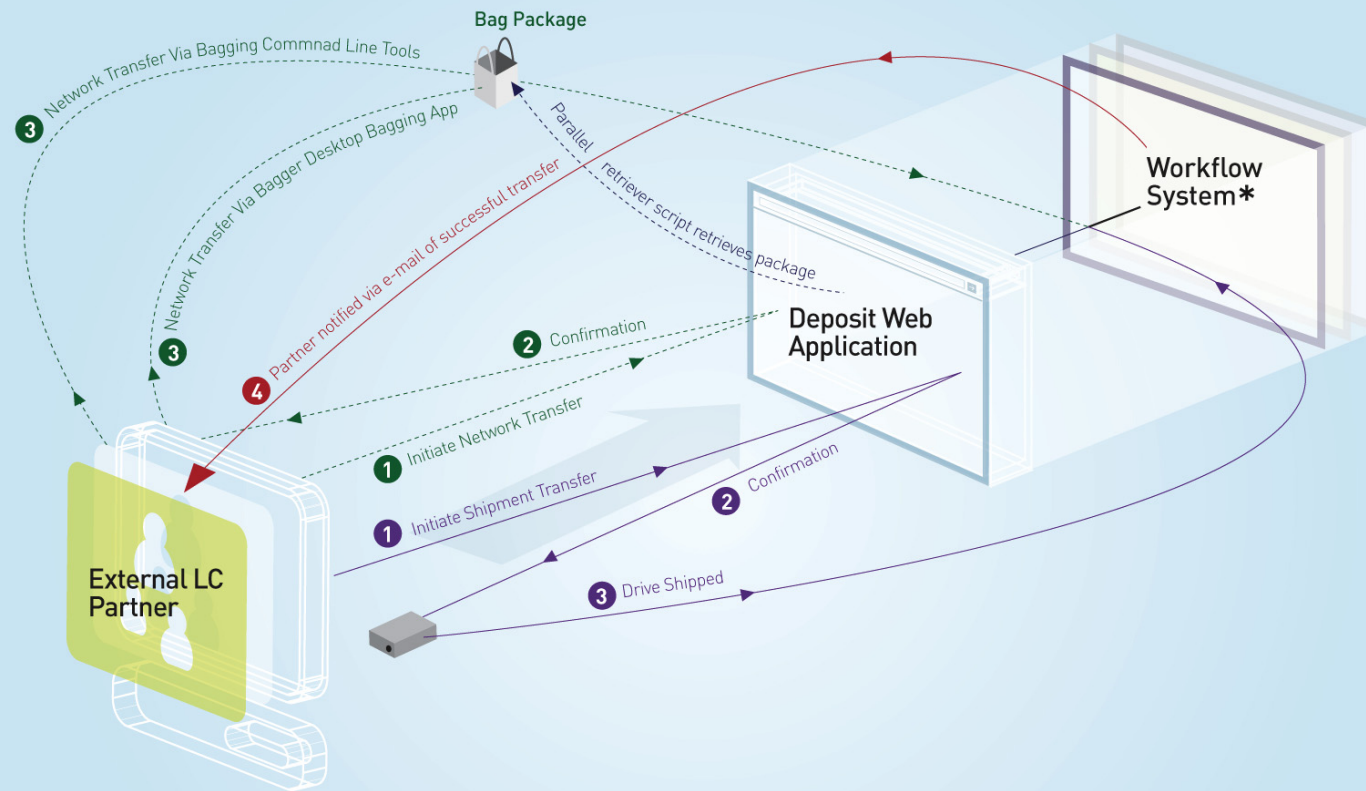 Bag Package
3 Network Transfer Via Bagging Commnad Line Tools
3 Network Transfer Via Bagger Desktop Bagging App
Parallel retriever script retrieves package
4 Partner notified via e-mail of successful transfer
Workflow
System*
Deposit Web
Application
2 Confirmation
1 Initiate Network Transfer
1 Initiate Shipment Transfer
2 Confirmation
3 Drive Shipped
External LC
Partner